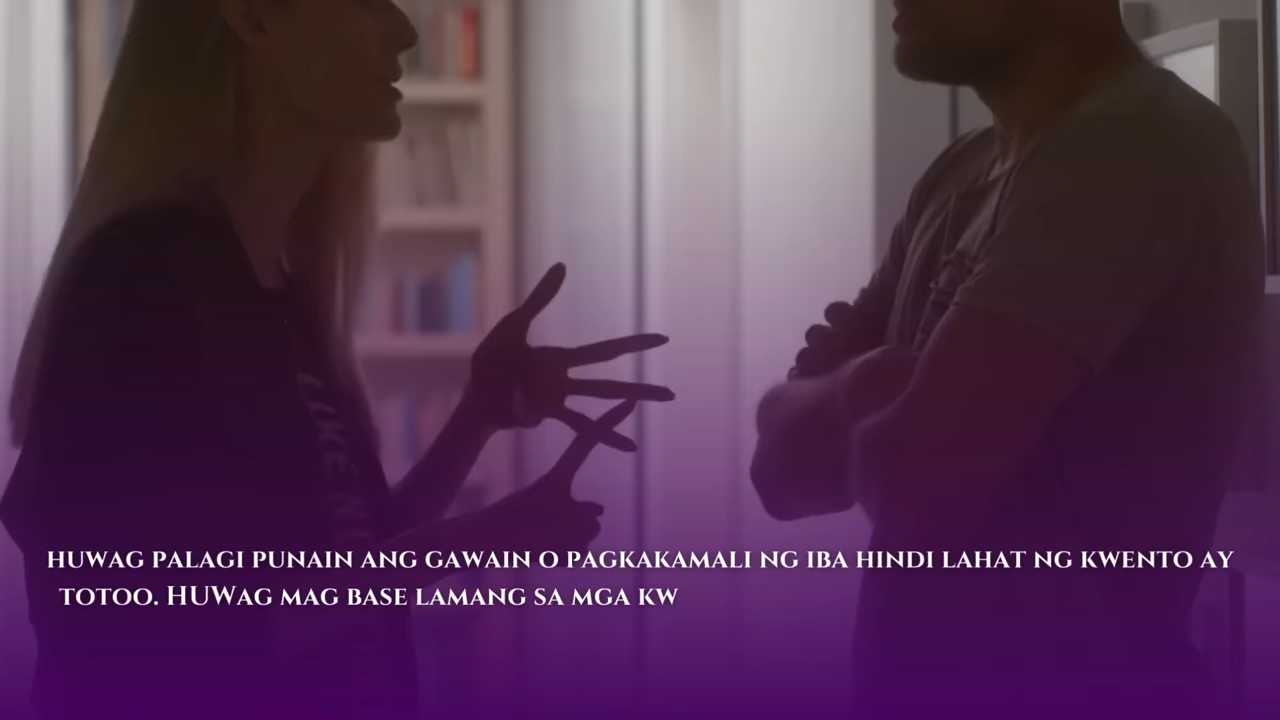 HUWAG PALAGI PUNAIN ANG GAWAIN O PAGKAKAMALI NG IBA HINDI LAHAT NG KWENTO AY
TOTOO. HUWAG MAG BASE LAMANG SA MGA KW